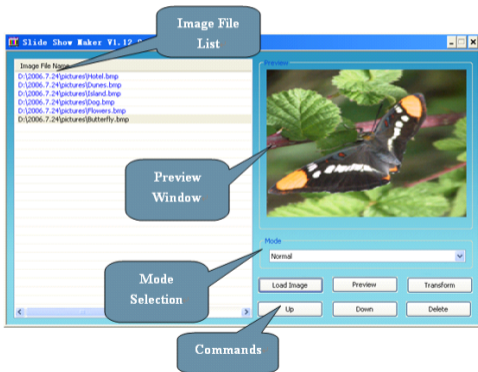 Image File
List
Slide Show Maker V1.12.0
Image File Name
D:\2006.7.24\pictures\Hotel.bmp
D:\2006.7.24\pictures\Dunes.bmp
D:\2006.7.24\pictures\Island.bmp
D:\2006.7.24\pictures\Dog.bmp
D:\2006.7.24\pictures\Flowers.bmp
D:\2006.7.24\pictures\Butterfly.bmp
Preview
Preview
Window
Mode
Normal
Mode
Selection
Load Image
Preview
Transform
Up
Down
Delete
Commands